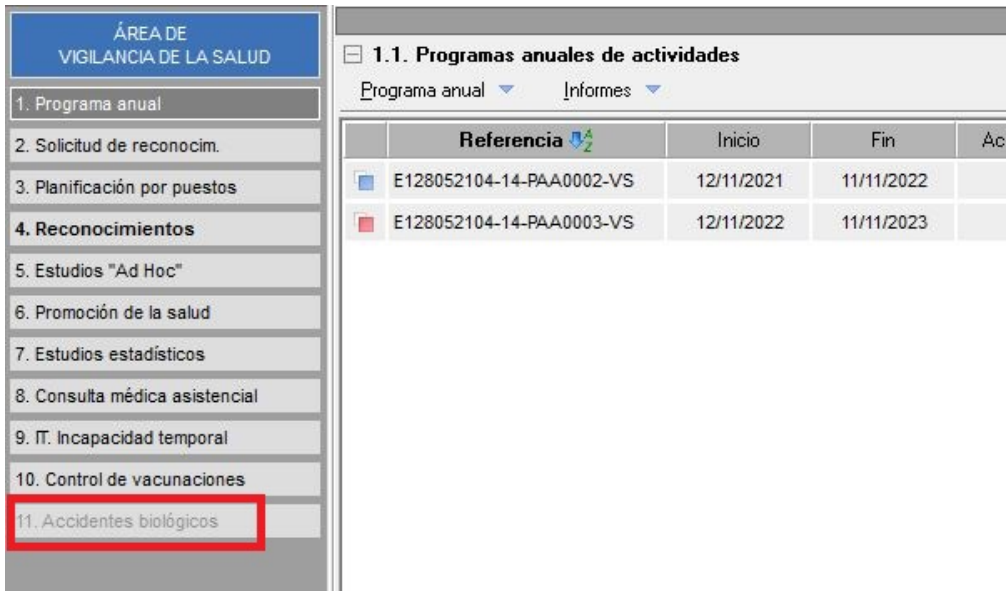 ÁREA DE
VIGILANCIA DE LA SALUD
1. Programa anual
2. Solicitud de reconocim.
3. Planificación por puestos
4. Reconocimientos
5. Estudios "Ad Hoc"
6. Promoción de la salud
7. Estudios estadísticos
8. Consulta médica asistencial
9. IT. Incapacidad temporal
10. Control de vacunaciones
11. Accidentes biológicos
1.1. Programas anuales de actividades
Programa anual Informes
Referencia Inicio Fin Ac
E128052104-14-PAA0002-VS 12/11/2021 11/11/2022
E128052104-14-PAA0003-VS 12/11/2022 11/11/2023